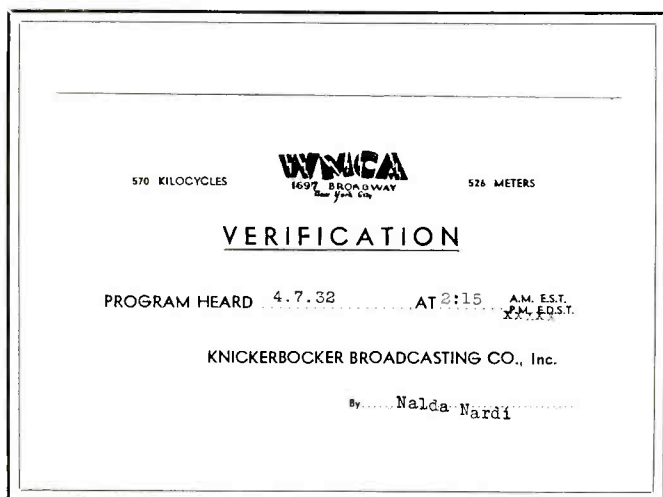 570 KILOCYCLES
WMCA
1697 BROADWAY
New York City
526 METERS
VERIFICATION
PROGRAM HEARD 4.7.32 AT 2:15 A.M. E.S.T.
P.M. E.D.S.T.
KNICKERBOCKER BROADCASTING CO., Inc.
By Nalda Nardi